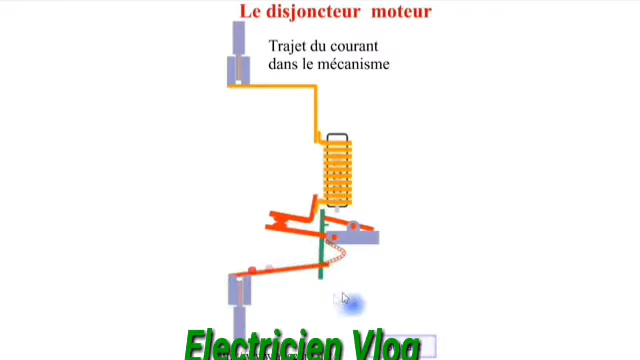 Le disjoncteur moteur
Trajet du courant
dans le mécanisme
Electricien Vlog